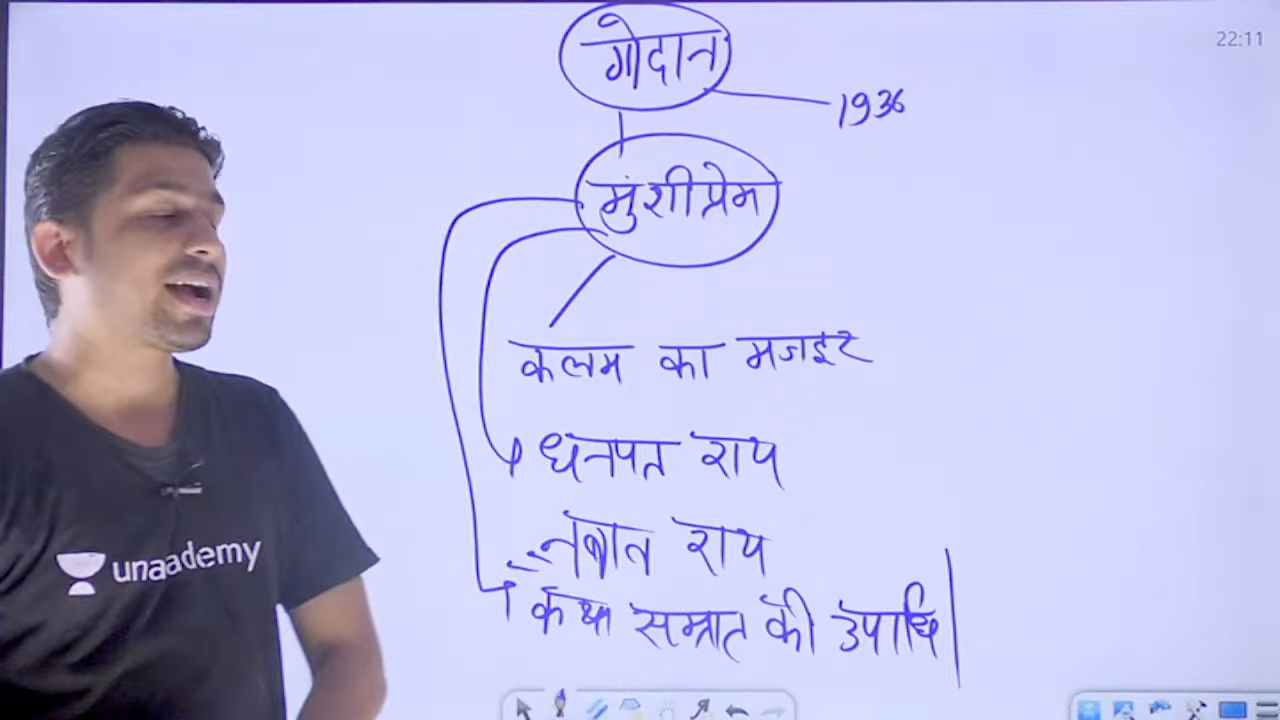 22:11
गोदान
1936
मुंशी प्रेम
कलम का मजदूर
धनपत राय
नबाव राय
कथा सम्राट की उपाधि
unacademy